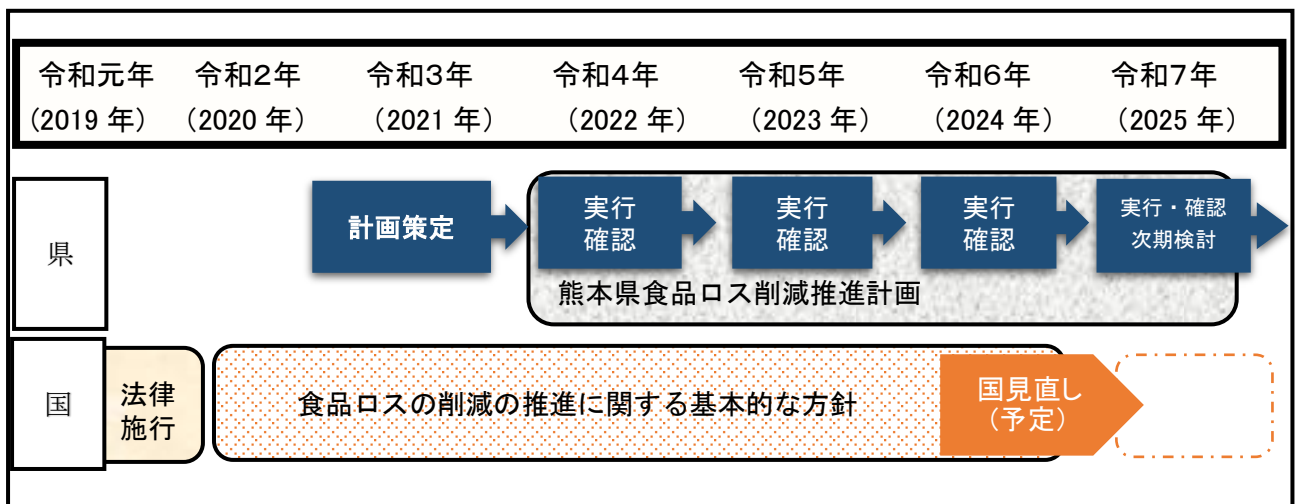 令和元年 令和2年 令和3年 令和4年 令和5年 令和6年 令和7年
(2019 年) (2020 年) (2021 年) (2022 年) (2023 年) (2024 年) (2025 年)
県
計画策定
実行
確認
実行
確認
実行
確認
実行・確認
次期検討
熊本県食品ロス削減推進計画
国
法律
施行
食品ロスの削減の推進に関する基本的な方針
国見直し
(予定)